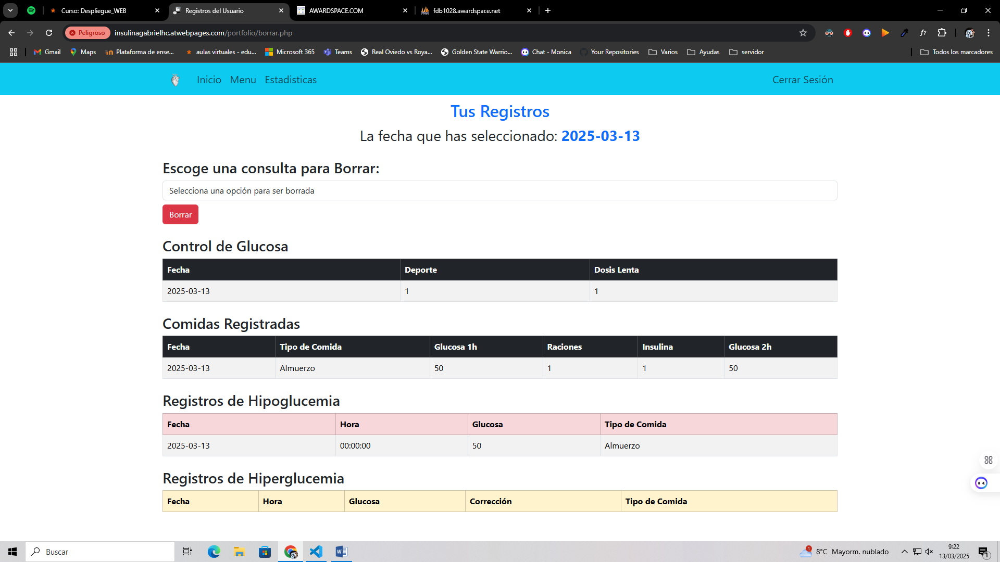 Curso: Despliegue_WEB
Registros del Usuario
AWARDSPACE.COM
fdb1028.awardspace.net
Peligroso
insulinagabrielhc.atwebpages.com/portfolio/borrar.php
Gmail
Maps
Plataforma de ense...
aulas virtuales - edu...
Microsoft 365
Teams
Real Oviedo vs Roya...
Golden State Warrio...
Chat - Monica
Your Repositories
Varios
Ayudas
servidor
Todos los marcadores
Inicio Menu Estadisticas Cerrar Sesión
Tus Registros
La fecha que has seleccionado: 2025-03-13
Escoge una consulta para Borrar:
Selecciona una opción para ser borrada
Borrar
Control de Glucosa
Fecha Deporte Dosis Lenta
2025-03-13 1 1
Comidas Registradas
Fecha Tipo de Comida Glucosa 1h Raciones Insulina Glucosa 2h
2025-03-13 Almuerzo 50 1 1 50
Registros de Hipoglucemia
Fecha Hora Glucosa Tipo de Comida
2025-03-13 00:00:00 50 Almuerzo
Registros de Hiperglucemia
Fecha Hora Glucosa Corrección Tipo de Comida
Buscar
1
8°C Mayorm. nublado
9:22
13/03/2025
1